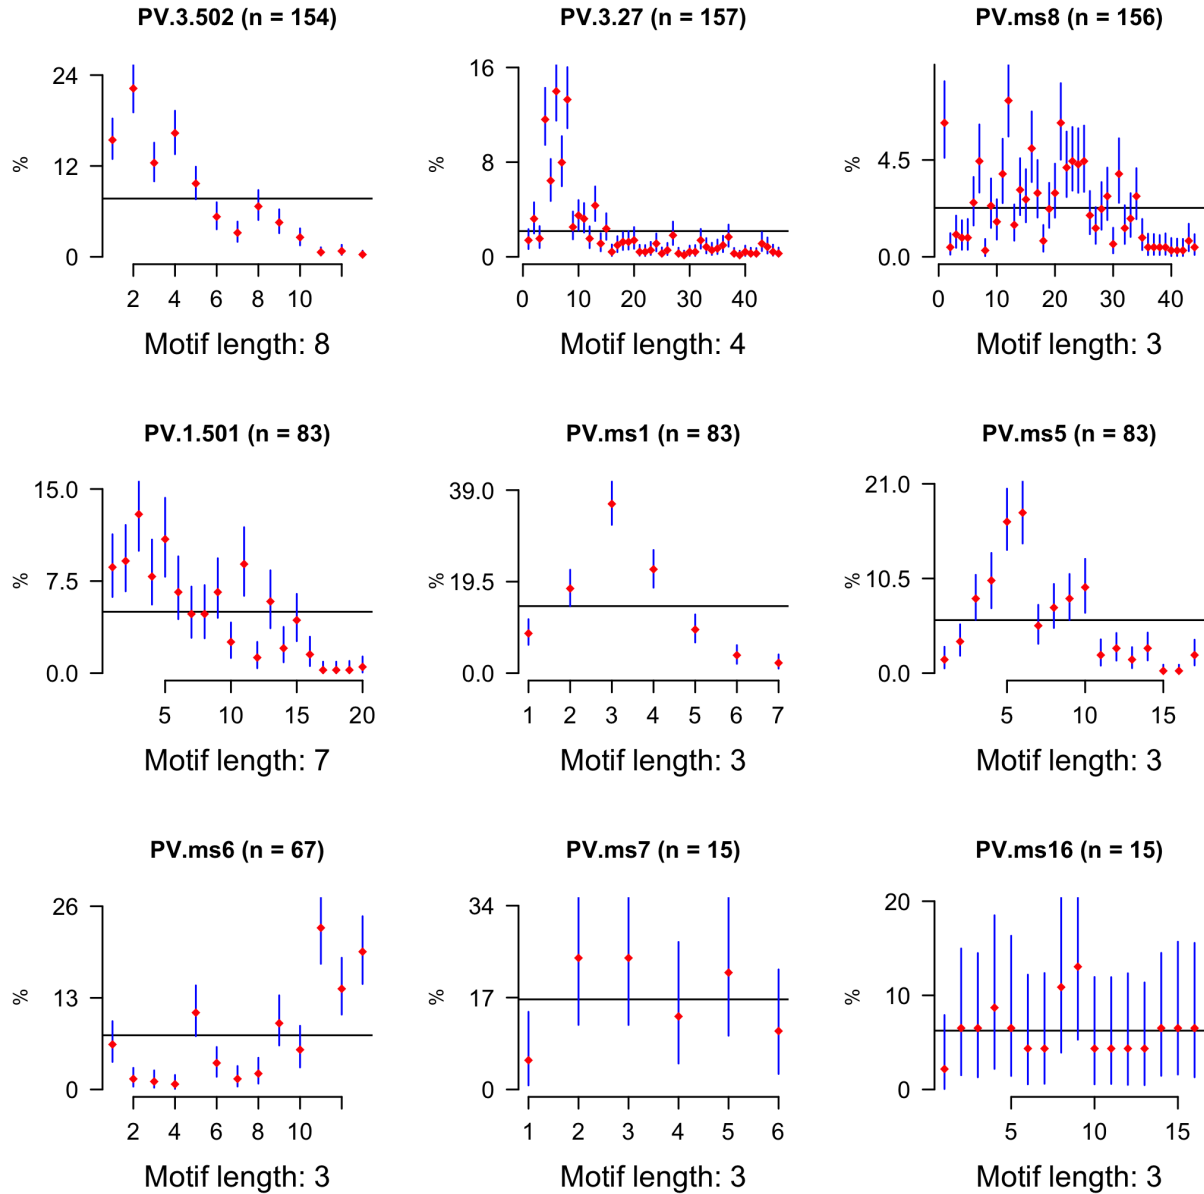 PV.3.502 (n = 154)
24
12
0
%
2 4 6 8 10
Motif length: 8
PV.3.27 (n = 157)
16
8
0
%
0 10 20 30 40
Motif length: 4
PV.ms8 (n = 156)
4.5
0.0
%
0 10 20 30 40
Motif length: 3
PV.1.501 (n = 83)
15.0
7.5
0.0
%
5 10 15 20
Motif length: 7
PV.ms1 (n = 83)
39.0
19.5
0.0
%
1 2 3 4 5 6 7
Motif length: 3
PV.ms5 (n = 83)
21.0
10.5
0.0
%
5 10 15
Motif length: 3
PV.ms6 (n = 67)
26
13
0
%
2 4 6 8 10
Motif length: 3
PV.ms7 (n = 15)
34
17
0
%
1 2 3 4 5 6
Motif length: 3
PV.ms16 (n = 15)
20
10
0
%
5 10 15
Motif length: 3